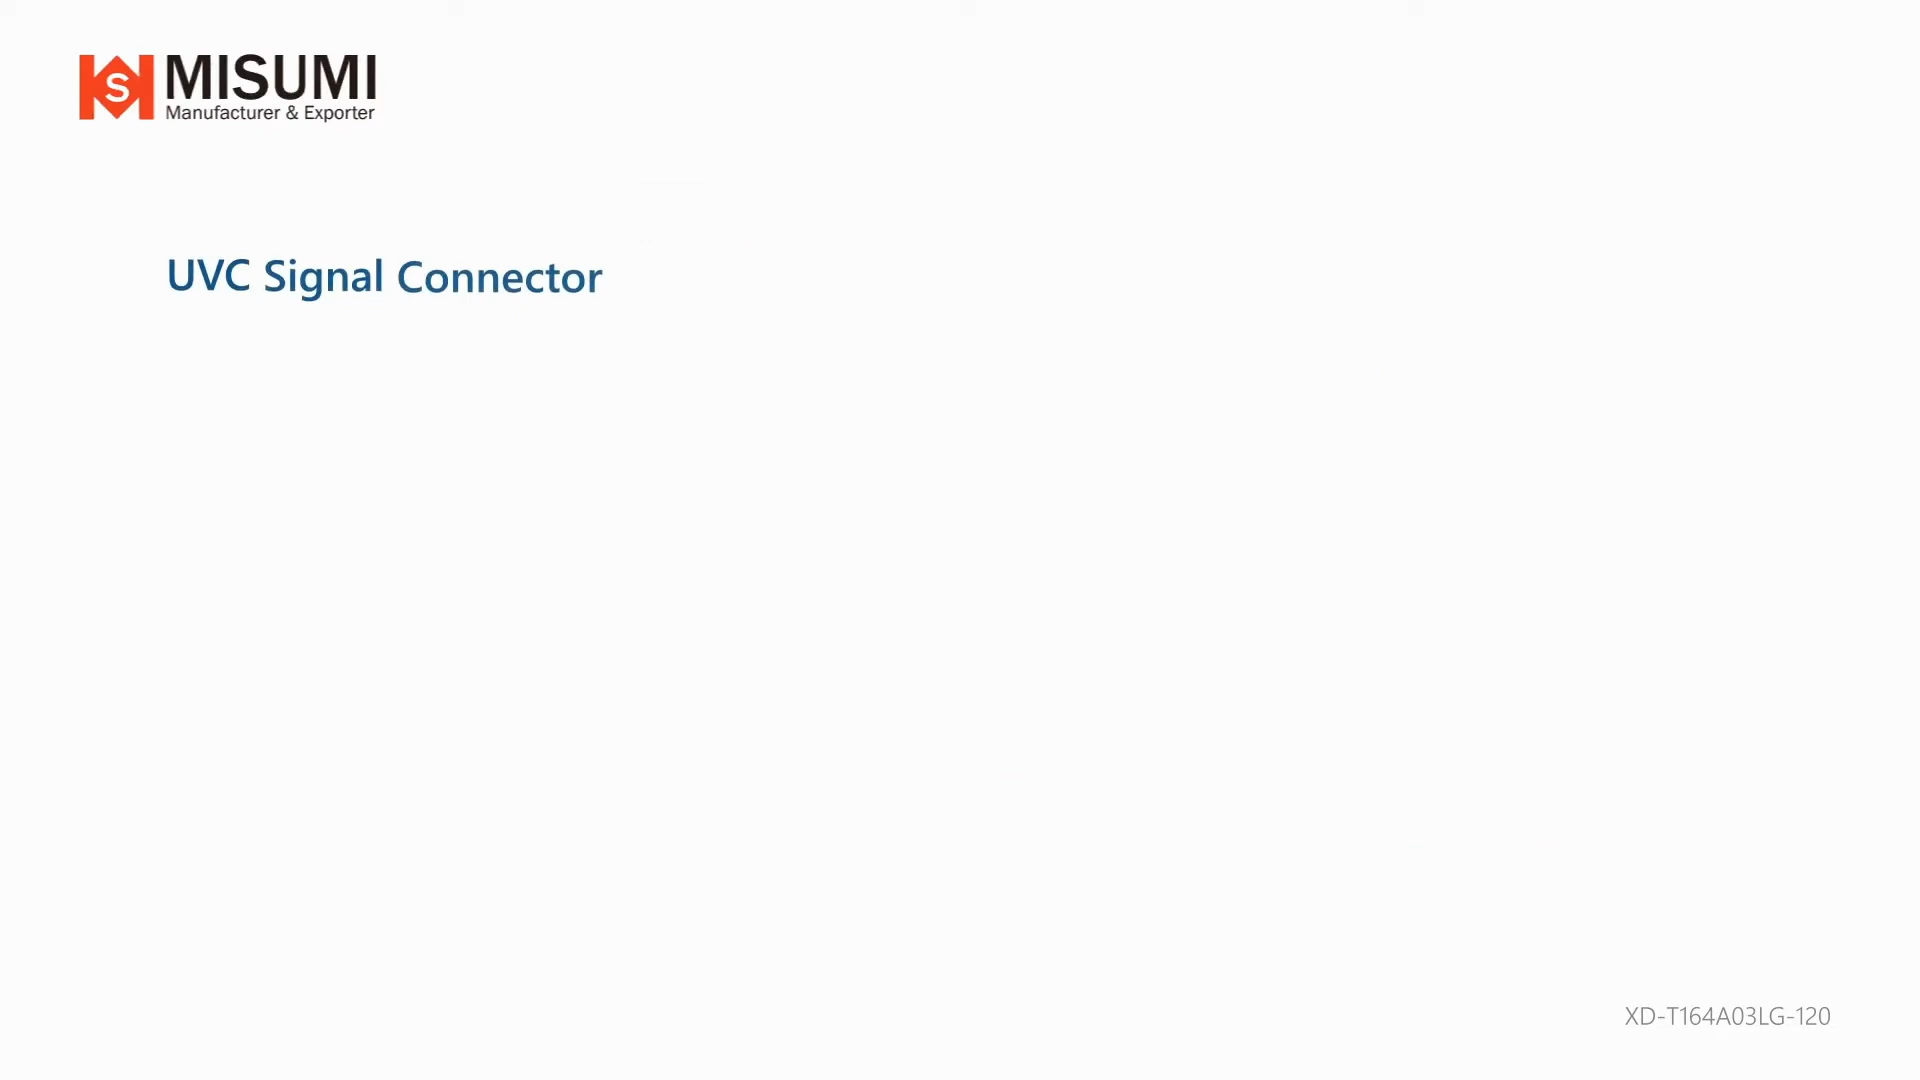 MISUMI
Manufacturer & Exporter
UVC Signal Connector
XD-T164A03LG-120